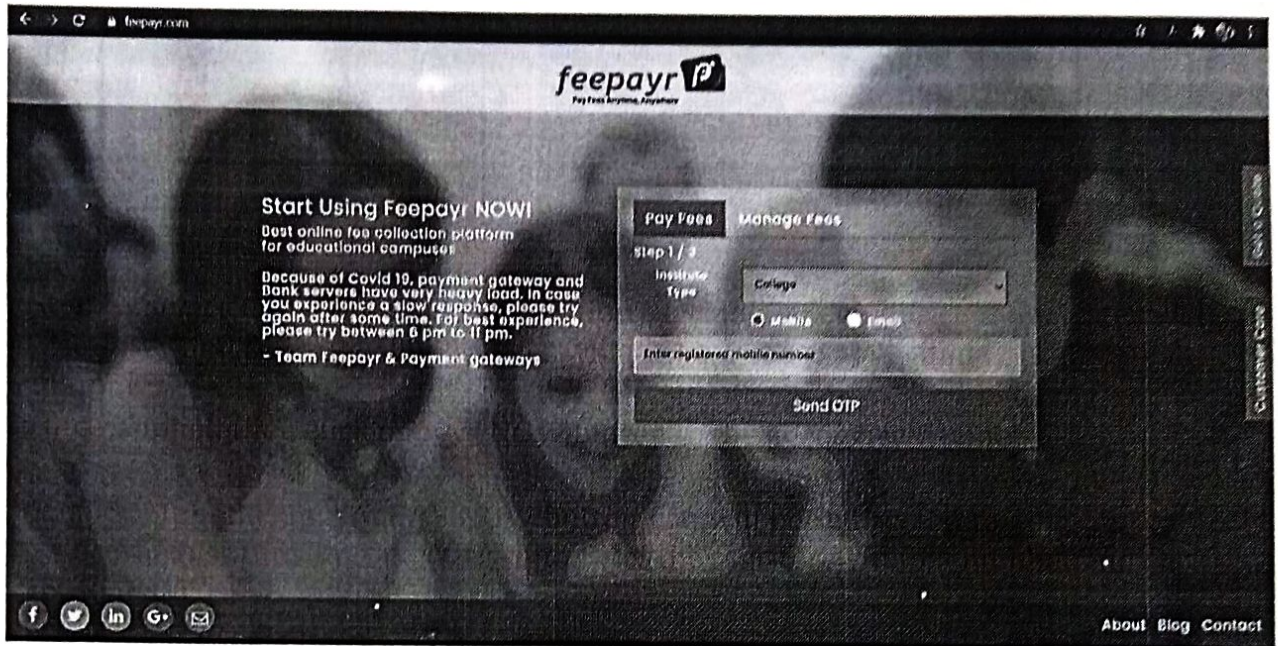 feepayr.com
feepayr
Pay Fees Anytime, Anywhere
Start Using Feepayr NOW!
Best online fee collection platform
for educational campuses
Because of Covid 19, payment gateway and
Bank servers have very heavy load. In case
you experience a slow response, please try
again after some time. For best experience,
please try between 6 pm to 11 pm.
- Team Feepayr & Payment gateways
Pay Fees Manage Fees
Step 1 / 3
Institute
Type
College
Mobile Email
Enter registered mobile number
Send OTP
Customer Care
About Blog Contact